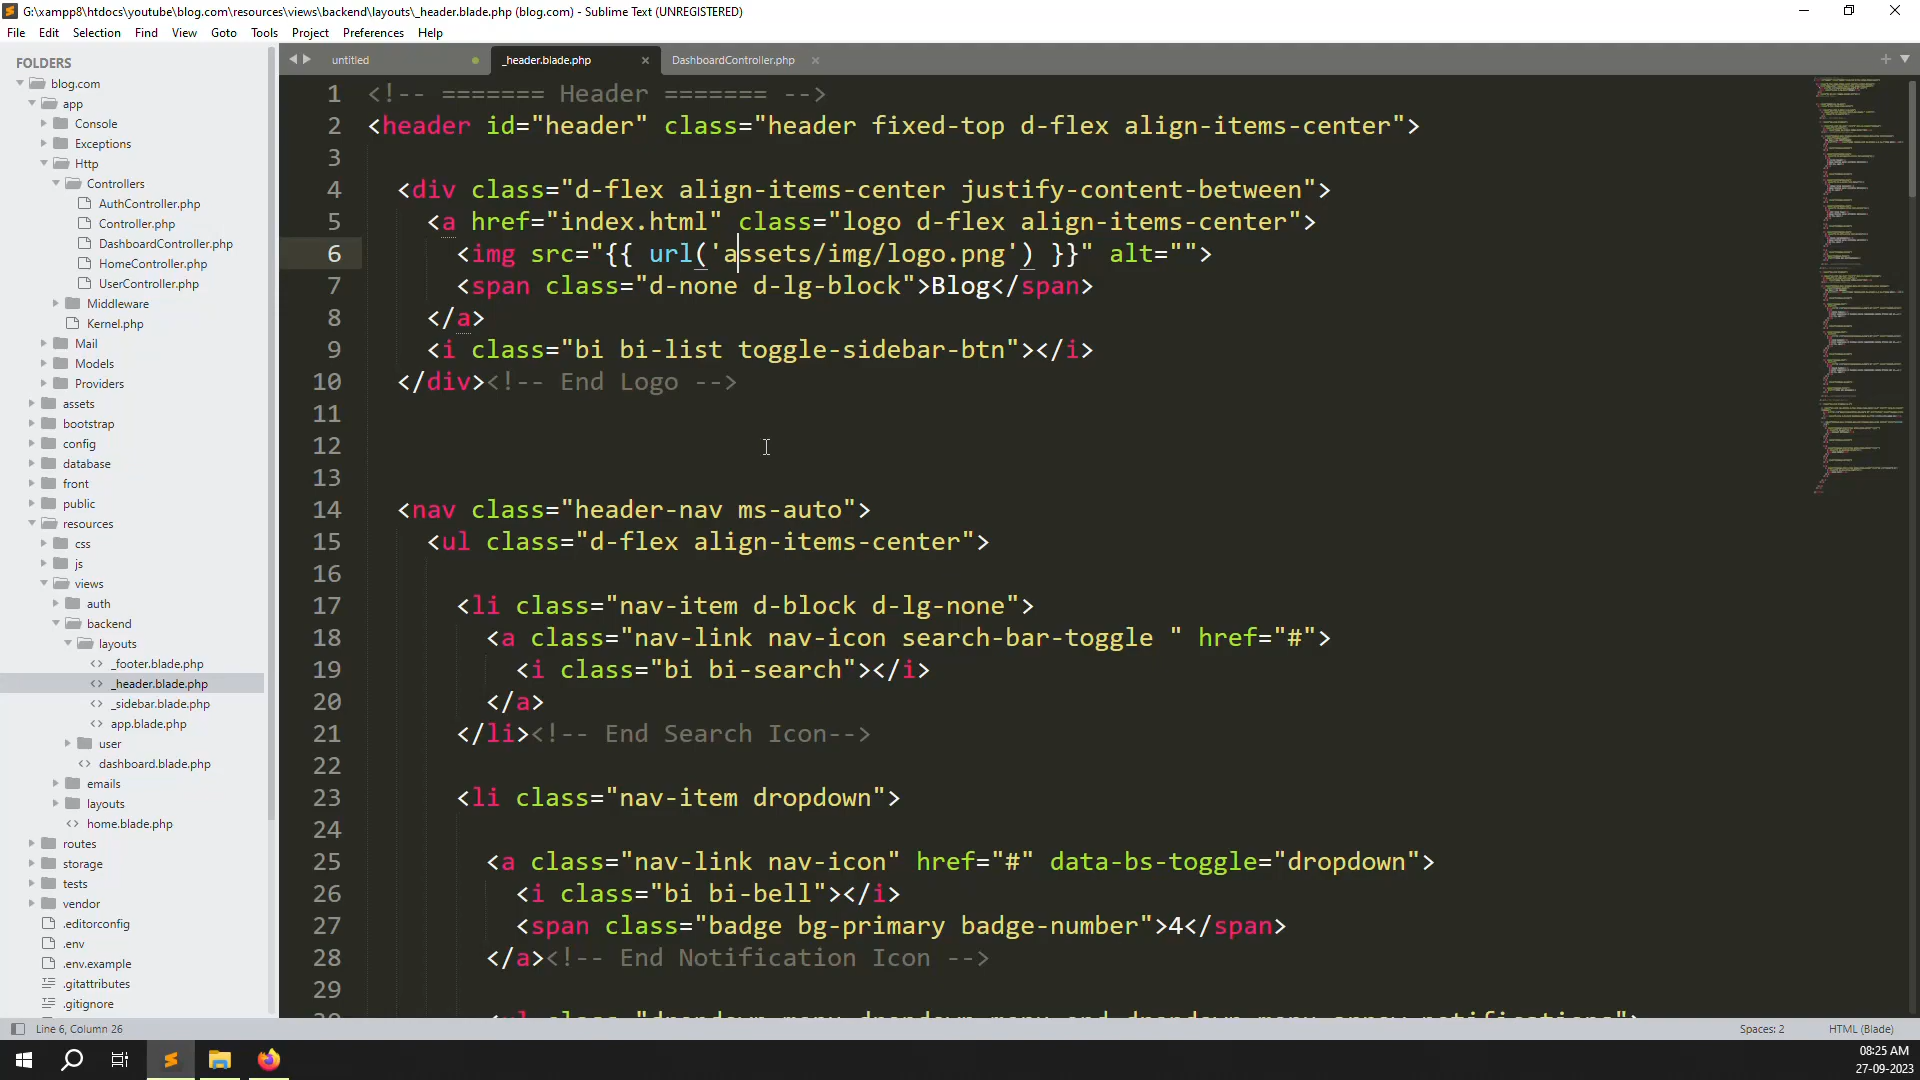 G:\xampp8\htdocs\youtube\blog.com\resources\views\backend\layouts\_header.blade.php (blog.com) - Sublime Text (UNREGISTERED)
File Edit Selection Find View Goto Tools Project Preferences Help
FOLDERS
blog.com
app
Console
Exceptions
Http
Controllers
AuthController.php
Controller.php
DashboardController.php
HomeController.php
UserController.php
Middleware
Kernel.php
Mail
Models
Providers
assets
bootstrap
config
database
front
public
resources
css
js
views
auth
backend
layouts
_footer.blade.php
_header.blade.php
_sidebar.blade.php
app.blade.php
user
dashboard.blade.php
emails
layouts
home.blade.php
routes
storage
tests
vendor
.editorconfig
.env
.env.example
.gitattributes
.gitignore
untitled
_header.blade.php
DashboardController.php
1 <!-- ======= Header ======= -->
2 <header id="header" class="header fixed-top d-flex align-items-center">
3
4 <div class="d-flex align-items-center justify-content-between">
5 <a href="index.html" class="logo d-flex align-items-center">
6 <img src="{{ url('assets/img/logo.png') }}" alt="">
7 <span class="d-none d-lg-block">Blog</span>
8 </a>
9 <i class="bi bi-list toggle-sidebar-btn"></i>
10 </div><!-- End Logo -->
11
12
13
14 <nav class="header-nav ms-auto">
15 <ul class="d-flex align-items-center">
16
17 <li class="nav-item d-block d-lg-none">
18 <a class="nav-link nav-icon search-bar-toggle " href="#">
19 <i class="bi bi-search"></i>
20 </a>
21 </li><!-- End Search Icon-->
22
23 <li class="nav-item dropdown">
24
25 <a class="nav-link nav-icon" href="#" data-bs-toggle="dropdown">
26 <i class="bi bi-bell"></i>
27 <span class="badge bg-primary badge-number">4</span>
28 </a><!-- End Notification Icon -->
29
30 <ul class="dropdown-menu dropdown-menu-end dropdown-menu-arrow notifications">
Line 6, Column 26
Spaces: 2
HTML (Blade)
08:25 AM
27-09-2023